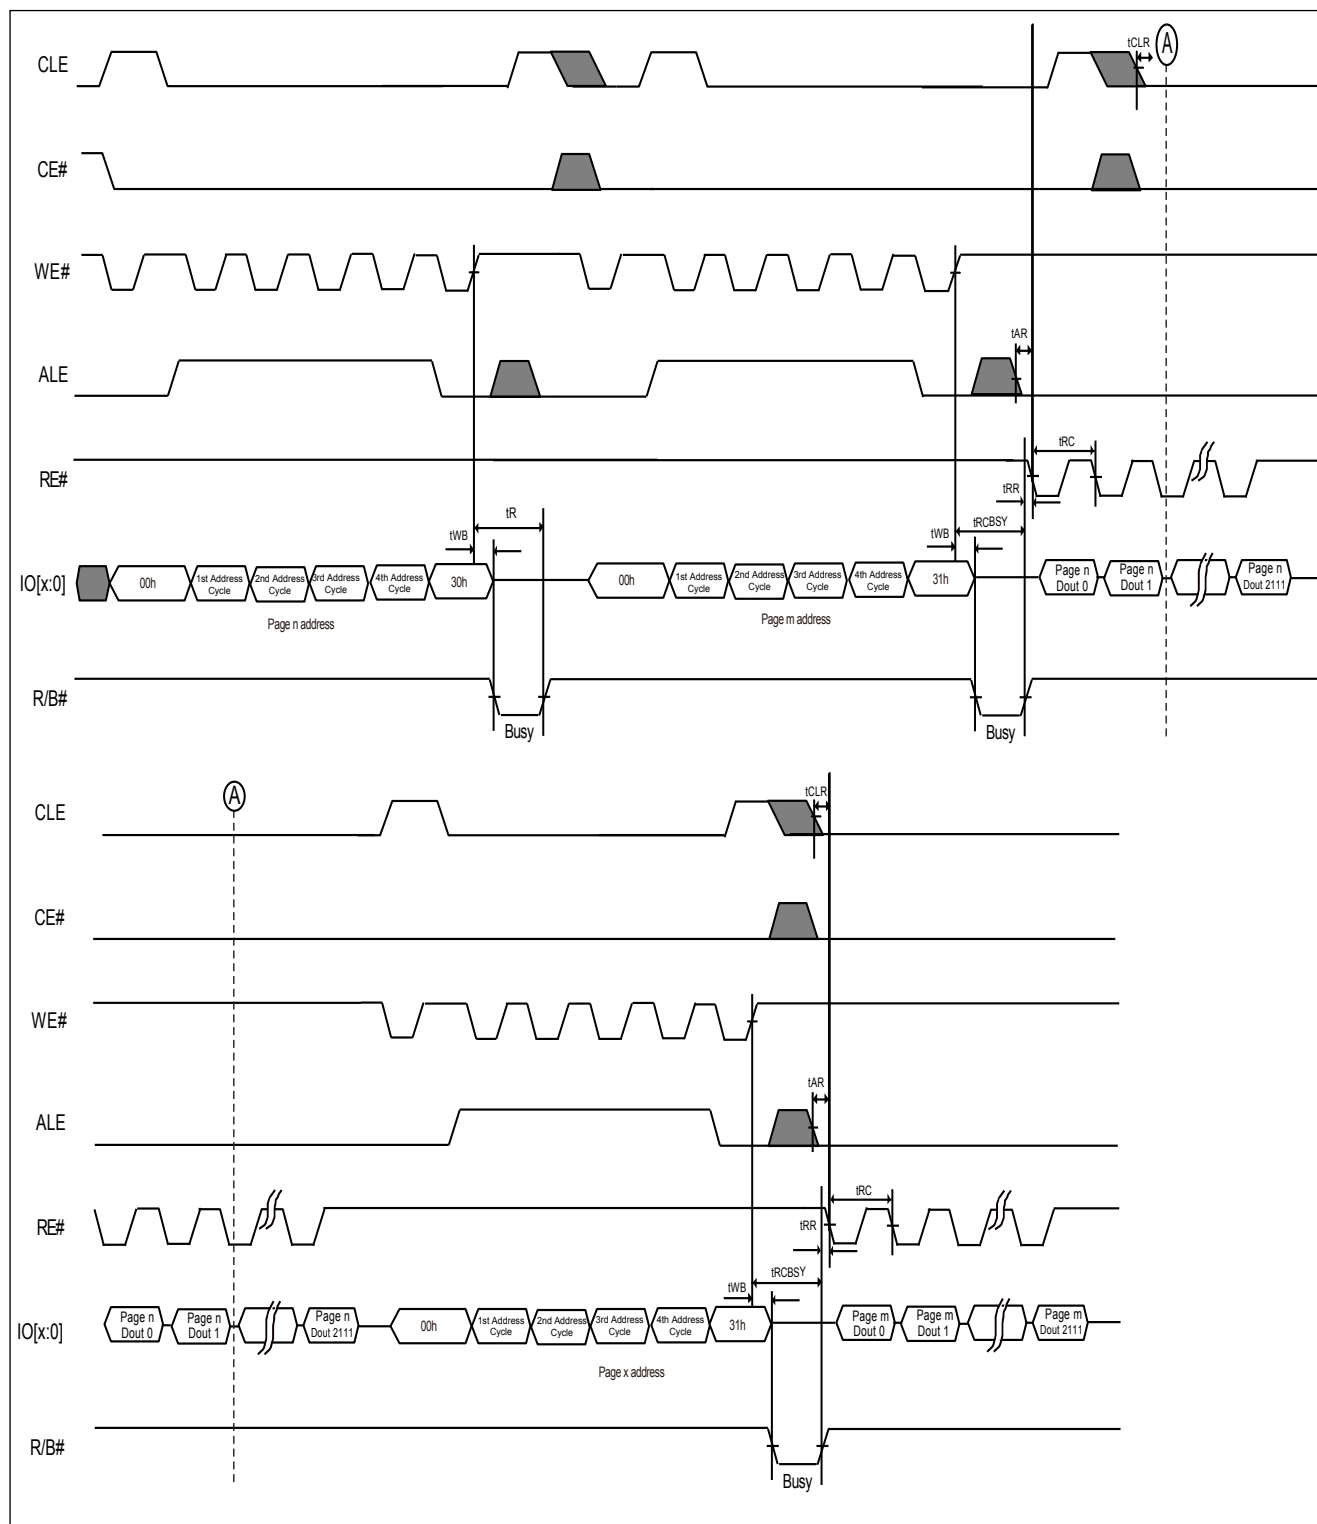 CLE
tCLR
A
CE#
WE#
ALE
tAR
RE#
tRC
tRR
tR
tRCBSY
tWB
tWB
IO[x:0]
00h
1st Address Cycle
2nd Address Cycle
3rd Address Cycle
4th Address Cycle
30h
00h
1st Address Cycle
2nd Address Cycle
3rd Address Cycle
4th Address Cycle
31h
Page n Dout 0
Page n Dout 1
Page n Dout 2111
Page n address
Page m address
R/B#
Busy
Busy
A
CLE
tCLR
CE#
WE#
ALE
tAR
RE#
tRC
tRR
tRCBSY
tWB
IO[x:0]
Page n Dout 0
Page n Dout 1
Page n Dout 2111
00h
1st Address Cycle
2nd Address Cycle
3rd Address Cycle
4th Address Cycle
31h
Page m Dout 0
Page m Dout 1
Page m Dout 2111
Page x address
R/B#
Busy